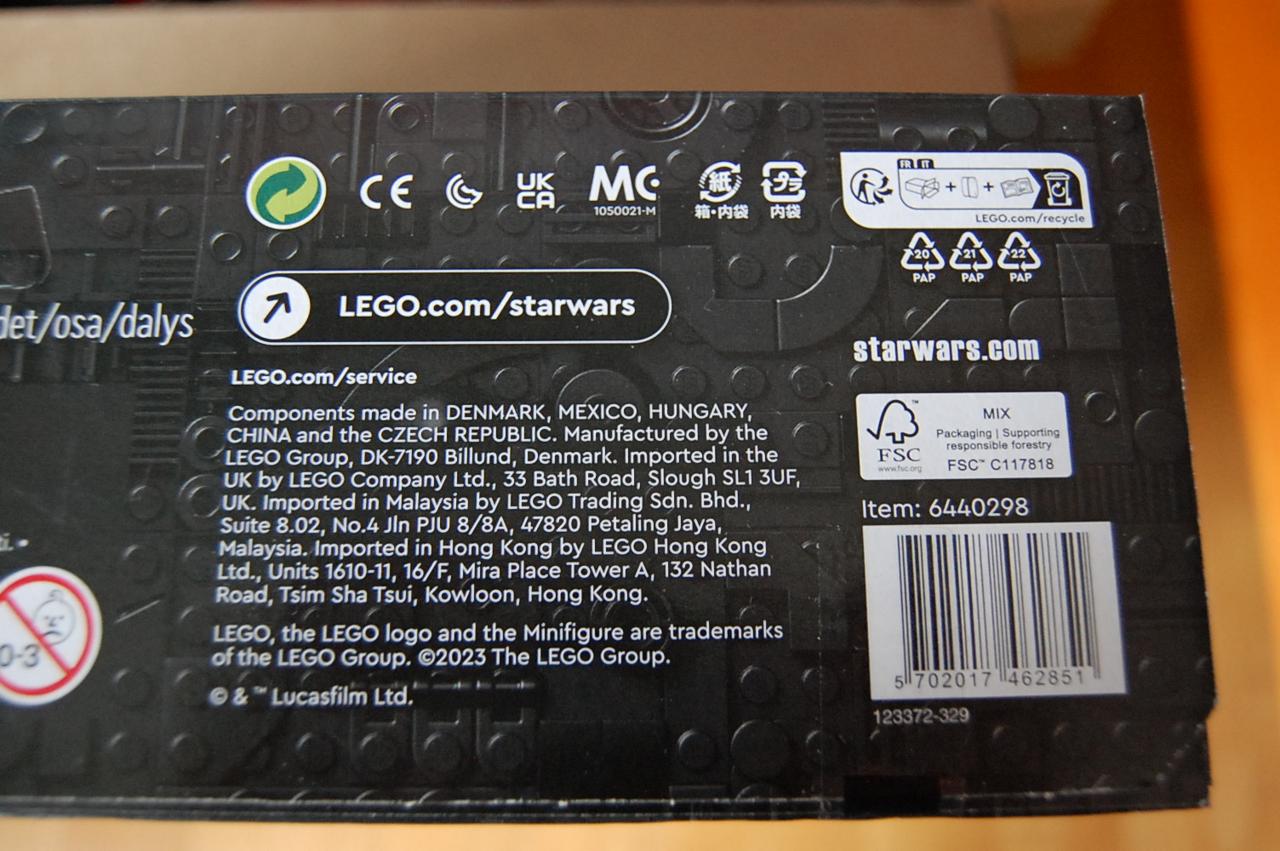 CE
UK
CA
MC
1050021-M
紙
箱・内袋
プラ
内袋
FR IT
LEGO.com/recycle
20
PAP
21
PAP
22
PAP
det/osa/dalys
LEGO.com/starwars
starwars.com
LEGO.com/service
Components made in DENMARK, MEXICO, HUNGARY,
CHINA and the CZECH REPUBLIC. Manufactured by the
LEGO Group, DK-7190 Billund, Denmark. Imported in the
UK by LEGO Company Ltd., 33 Bath Road, Slough SL1 3UF,
UK. Imported in Malaysia by LEGO Trading Sdn. Bhd.,
Suite 8.02, No.4 Jln PJU 8/8A, 47820 Petaling Jaya,
Malaysia. Imported in Hong Kong by LEGO Hong Kong
Ltd., Units 1610-11, 16/F, Mira Place Tower A, 132 Nathan
Road, Tsim Sha Tsui, Kowloon, Hong Kong.
LEGO, the LEGO logo and the Minifigure are trademarks
of the LEGO Group. ©2023 The LEGO Group.
© & ™ Lucasfilm Ltd.
0-3
FSC
www.fsc.org
MIX
Packaging | Supporting
responsible forestry
FSC™ C117818
Item: 6440298
5 702017 462851
123372-329